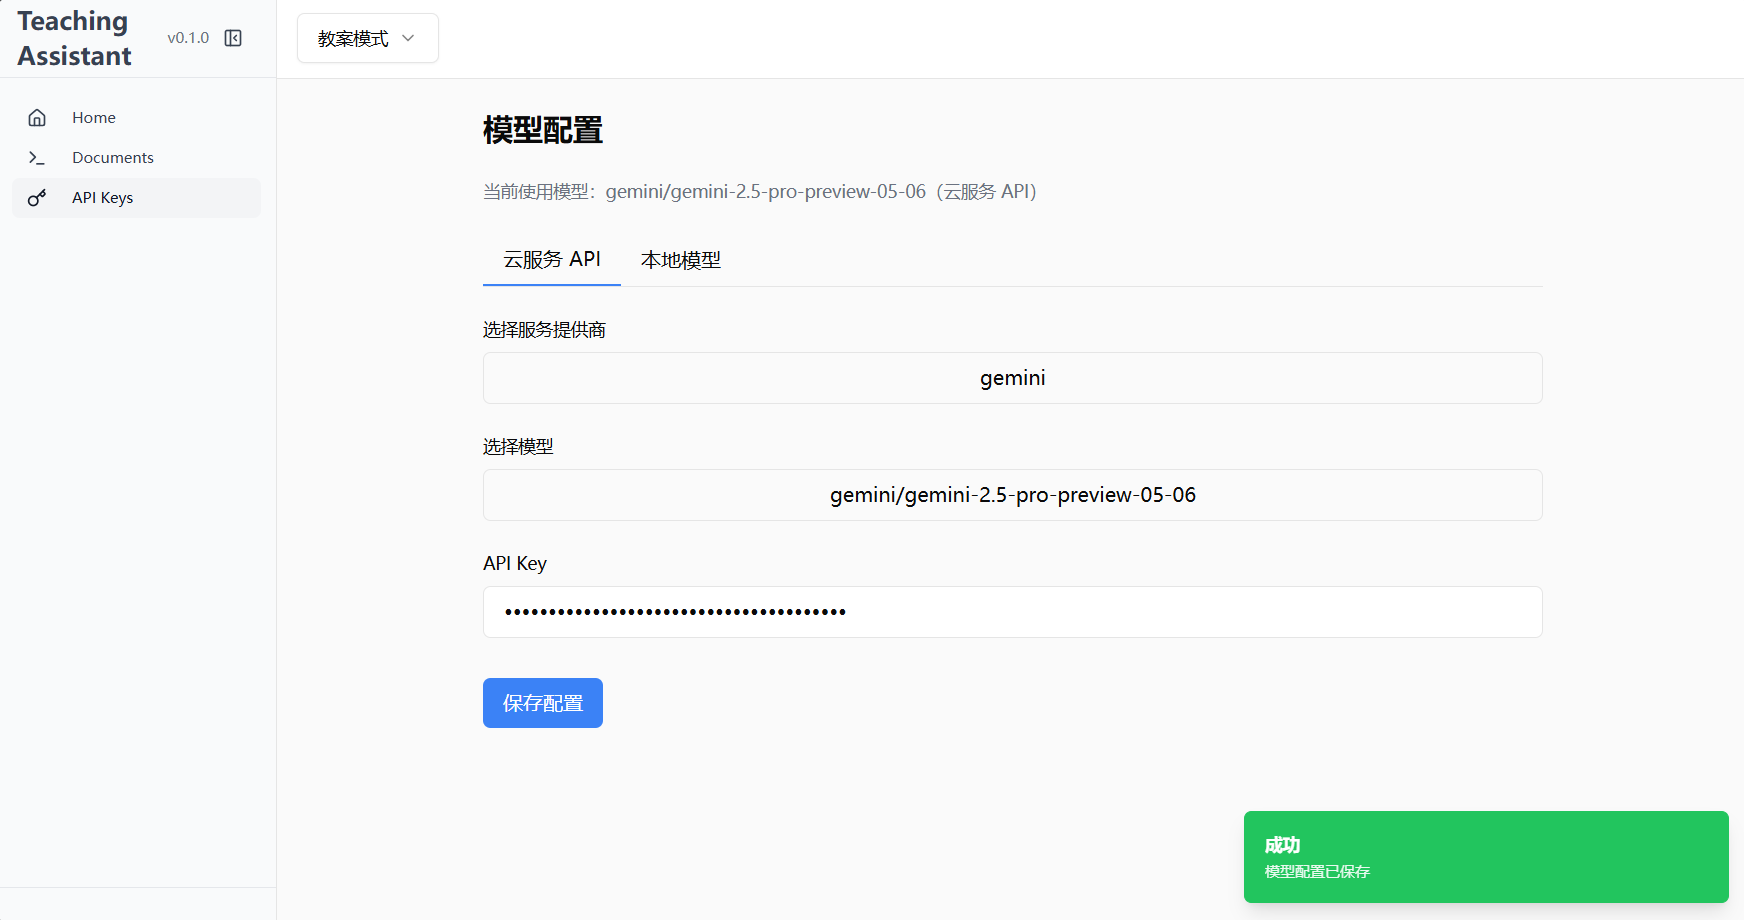 Teaching
Assistant
v0.1.0
教案模式
Home
Documents
API Keys
模型配置
当前使用模型：gemini/gemini-2.5-pro-preview-05-06（云服务 API）
云服务 API
本地模型
选择服务提供商
gemini
选择模型
gemini/gemini-2.5-pro-preview-05-06
API Key
•••••••••••••••••••••••••••••••••••••••
保存配置
成功
模型配置已保存